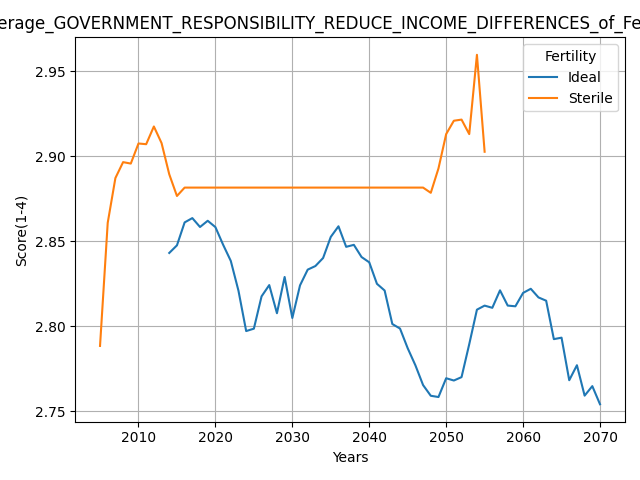 erage_GOVERNMENT_RESPONSIBILITY_REDUCE_INCOME_DIFFERENCES_of_Fe
Fertility
Ideal
Sterile
Score(1-4)
2.95
2.90
2.85
2.80
2.75
2010 2020 2030 2040 2050 2060 2070
Years